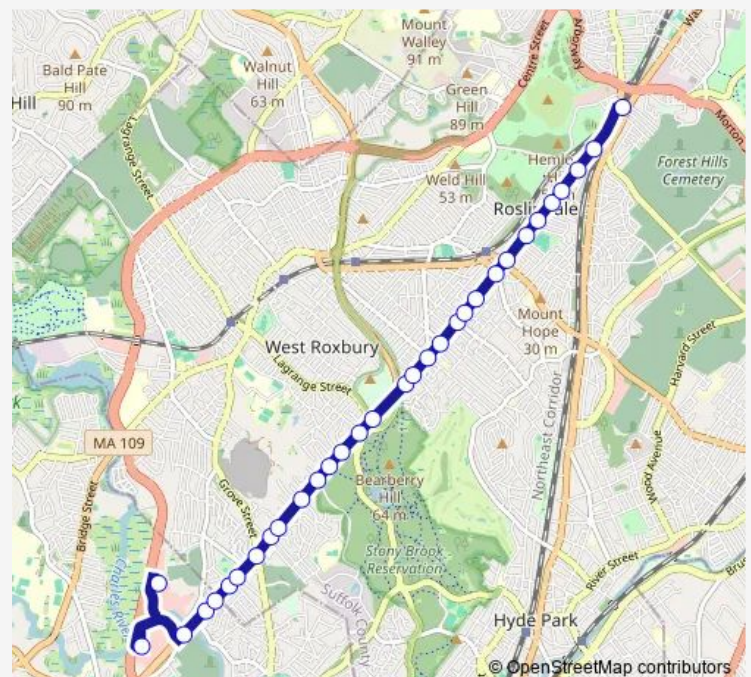 Mount
Walley
91 m
Bald Pate
Hill
90 m
Walnut
Hill
63 m
Hill
Green
Hill
89 m
Centre Street
Arborway
Lagrange Street
Morton
Weld Hill
53 m
Forest Hills
Cemetery
Mount
Hope
30 m
Harvard Street
West Roxbury
Lagrange Street
MA 109
Northeast Corridor
Wood Avenue
Bridge Street
Grove Street
Bearberry
Hill
64 m
Stony Brook
Reservation
Charles River
Suffolk
County
River Street
Hyde Park
© OpenStreetMap contributors